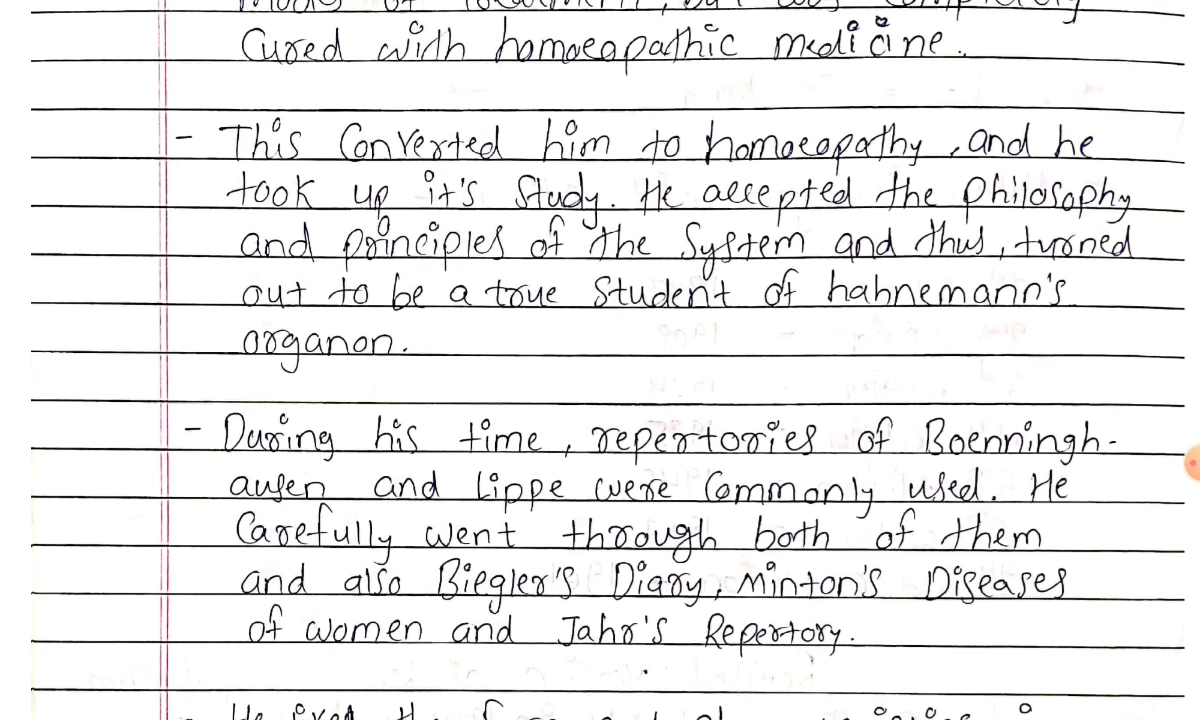 Cured with homoeopathic medicine.
- This Converted him to homoeopathy, and he
took up it's Study. He accepted the philosophy
and principles of the System and thus, turned
out to be a true Student of hahnemann's
organon.
- During his time, repertories of Boenningh-
ausen and Lippe were Commonly used. He
Carefully went through both of them
and also Biegler's Diary, Minton's Diseases
of women and Jahr's Repertory.